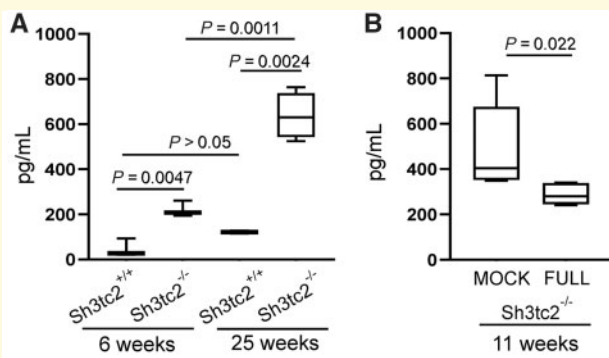 A
P = 0.0011
P = 0.0024
P > 0.05
P = 0.0047
pg/mL
1000
800
600
400
200
0
Sh3tc2+/+
Sh3tc2-/-
Sh3tc2+/+
Sh3tc2-/-
6 weeks
25 weeks
B
P = 0.022
pg/mL
1000
800
600
400
200
0
MOCK FULL
Sh3tc2-/-
11 weeks